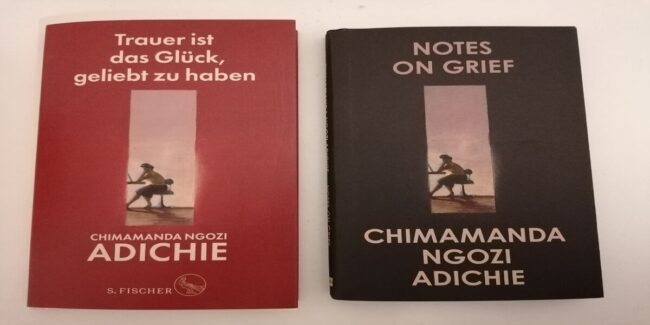 Trauer ist
das Glück,
geliebt zu haben
CHIMAMANDA NGOZI
ADICHIE
S. FISCHER
NOTES
ON GRIEF
CHIMAMANDA
NGOZI
ADICHIE